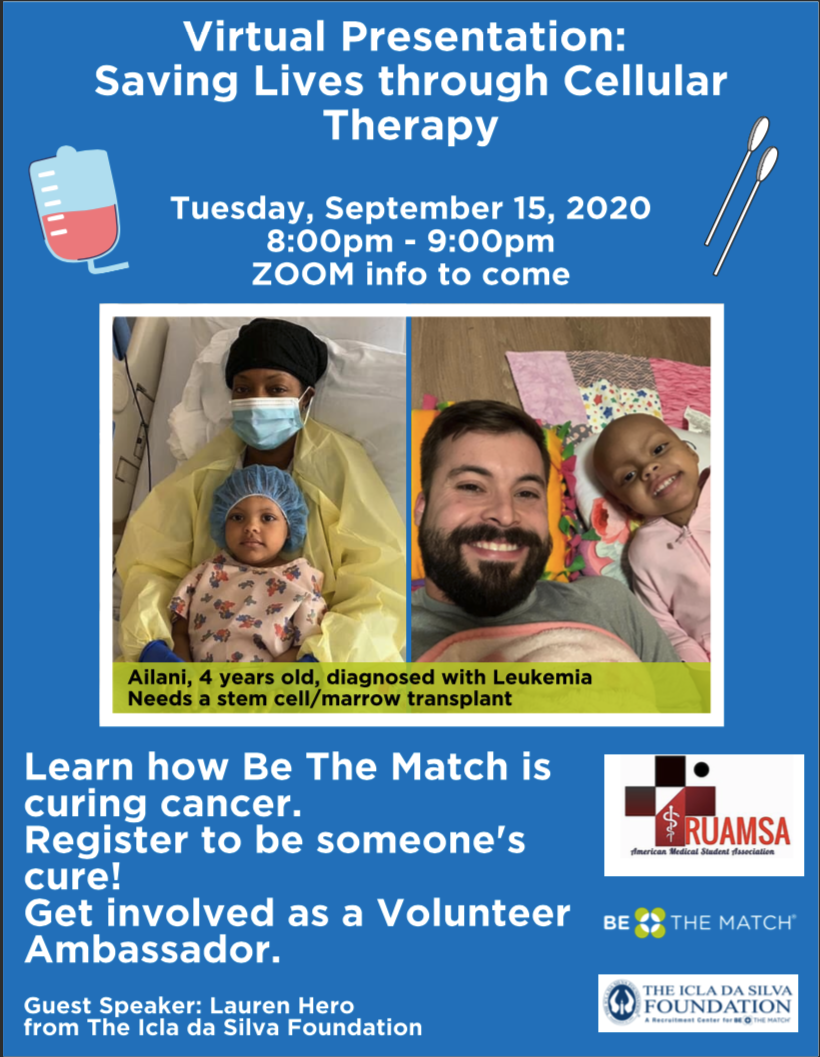 Virtual Presentation:
Saving Lives through Cellular
Therapy
Tuesday, September 15, 2020
8:00pm - 9:00pm
ZOOM info to come
Ailani, 4 years old, diagnosed with Leukemia
Needs a stem cell/marrow transplant
Learn how Be The Match is
curing cancer.
Register to be someone's
cure!
Get involved as a Volunteer
Ambassador.
Guest Speaker: Lauren Hero
from The Icla da Silva Foundation
RUAMSA
American Medical Student Association
BE THE MATCH®
THE ICLA DA SILVA
FOUNDATION
A Recruitment Center for BE THE MATCH®